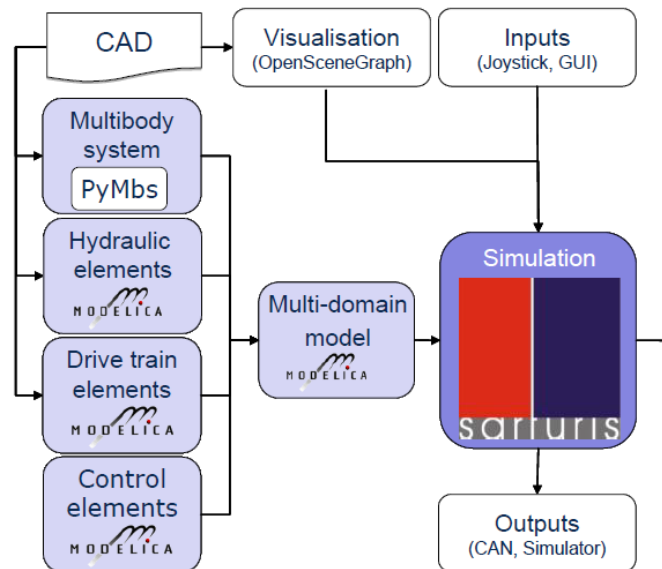 CAD
Visualisation
(OpenSceneGraph)
Inputs
(Joystick, GUI)
Multibody
system
PyMbs
Hydraulic
elements
MODELICA
Drive train
elements
MODELICA
Control
elements
MODELICA
Multi-domain
model
MODELICA
Simulation
sarturis
Outputs
(CAN, Simulator)